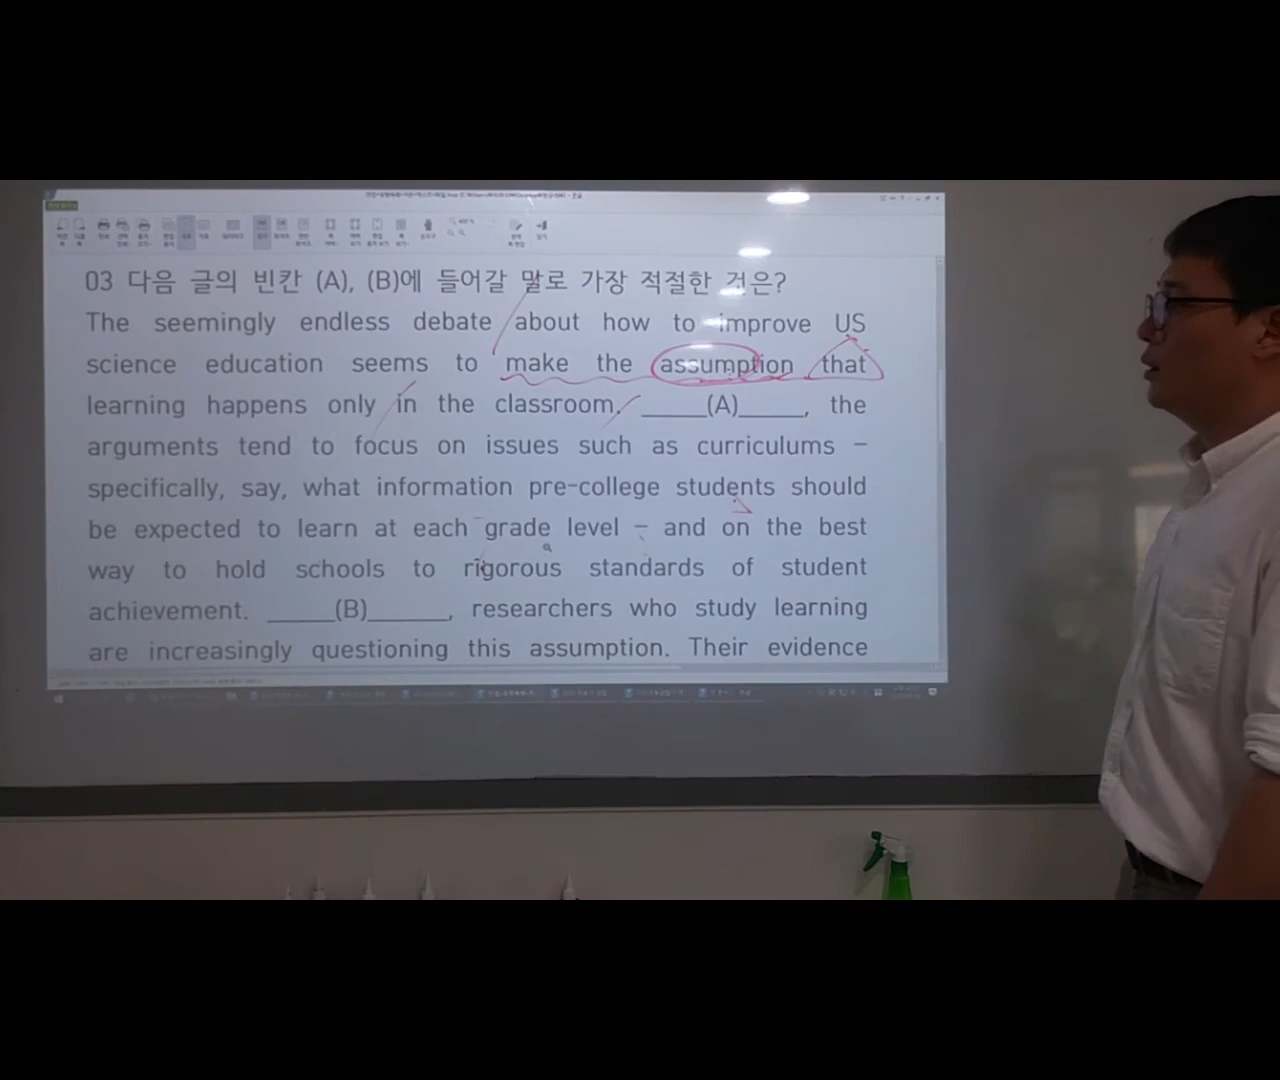 03 다음 글의 빈칸 (A), (B)에 들어갈 말로 가장 적절한 것은?
The seemingly endless debate about how to improve US
science education seems to make the assumption that
learning happens only in the classroom. _____(A)_____, the
arguments tend to focus on issues such as curriculums –
specifically, say, what information pre-college students should
be expected to learn at each grade level – and on the best
way to hold schools to rigorous standards of student
achievement. _____(B)_____, researchers who study learning
are increasingly questioning this assumption. Their evidence